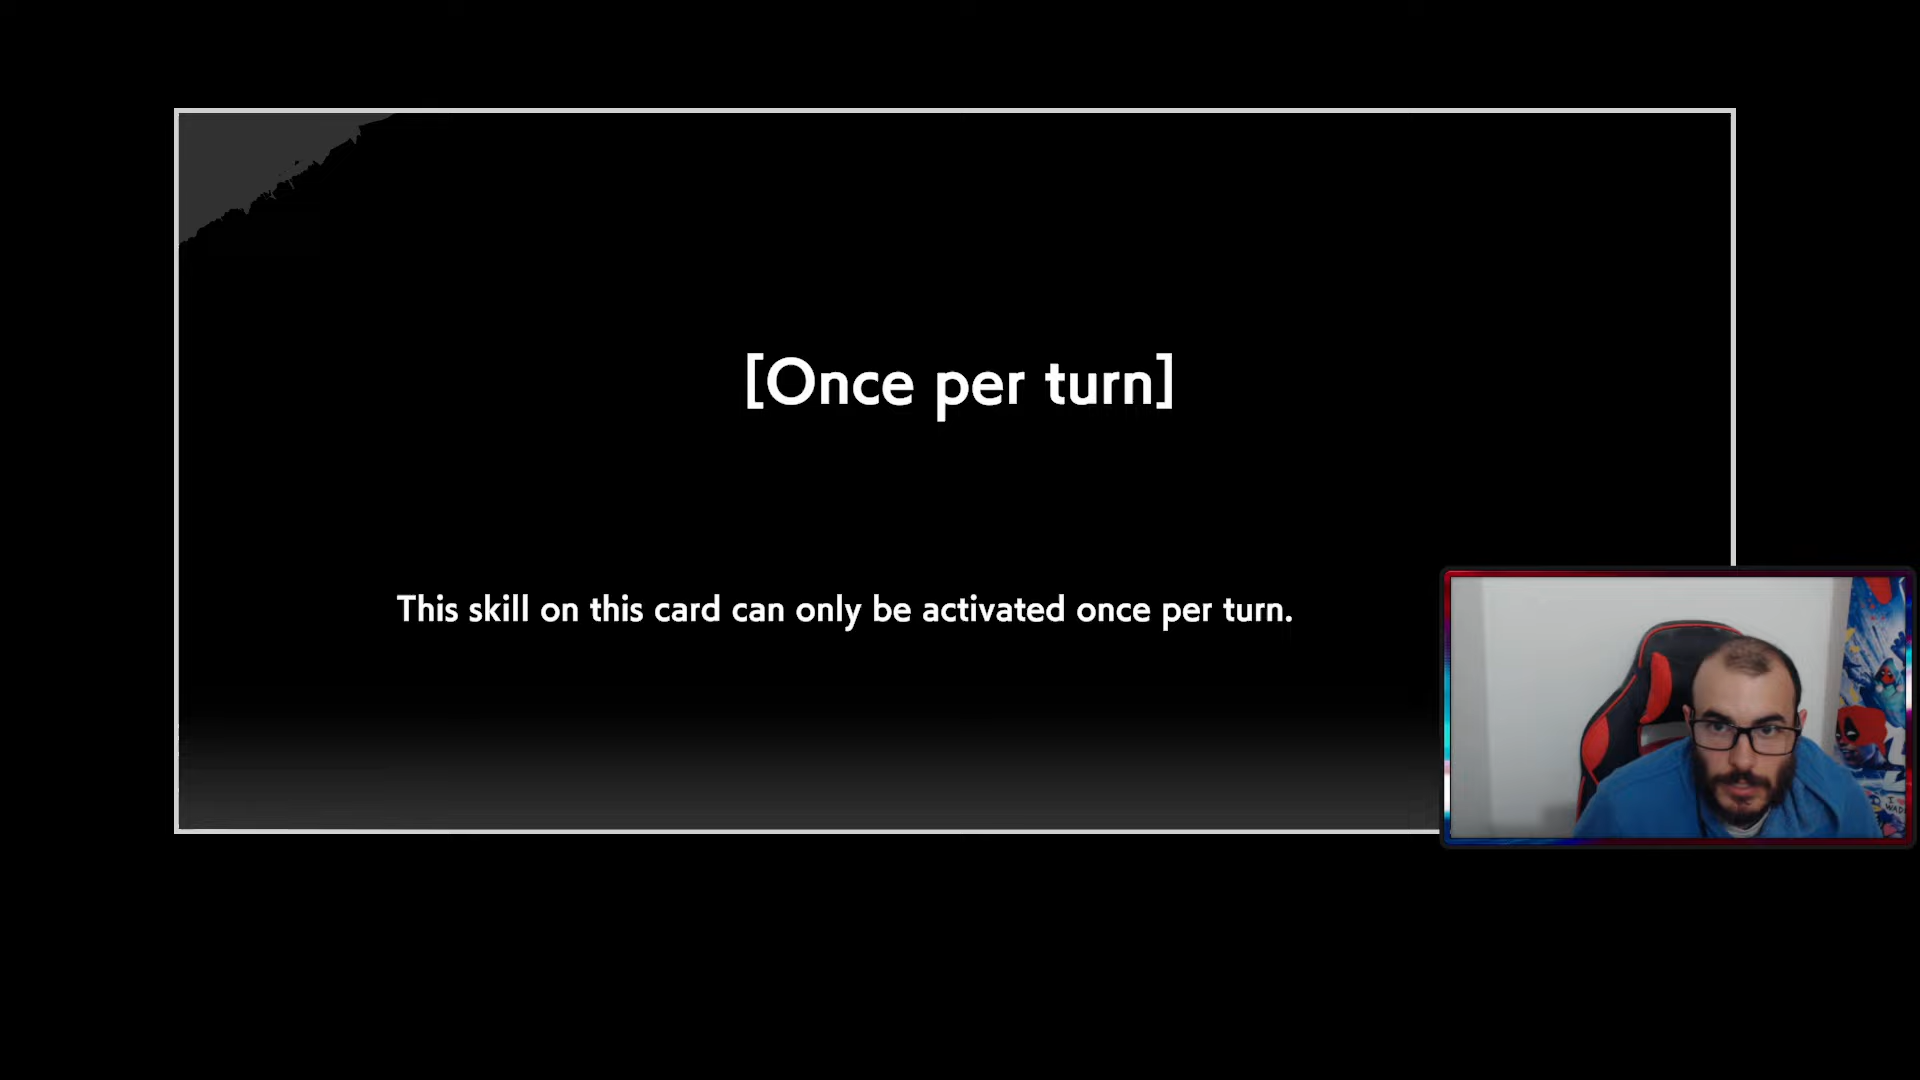 [Once per turn]
This skill on this card can only be activated once per turn.